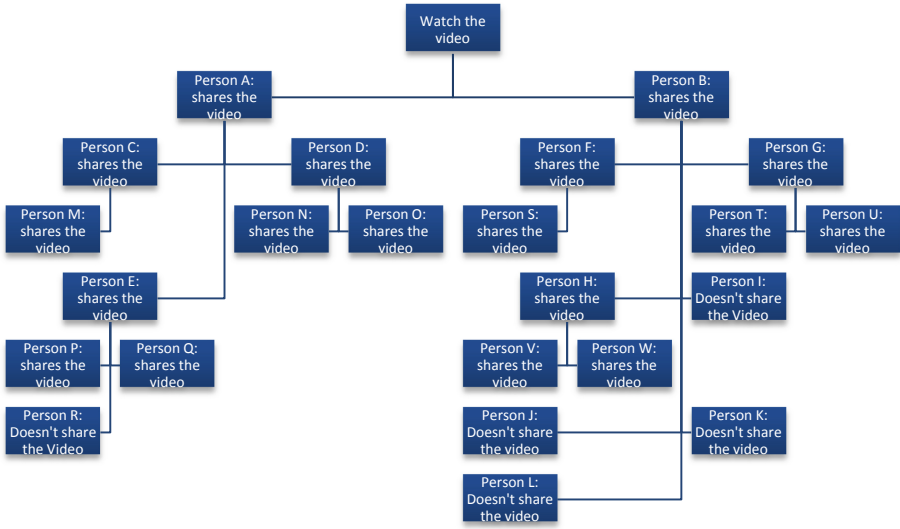 Watch the
video
Person A:
shares the
video
Person B:
shares the
video
Person C:
shares the
video
Person D:
shares the
video
Person F:
shares the
video
Person G:
shares the
video
Person M:
shares the
video
Person N:
shares the
video
Person O:
shares the
video
Person S:
shares the
video
Person T:
shares the
video
Person U:
shares the
video
Person E:
shares the
video
Person H:
shares the
video
Person I:
Doesn't share
the Video
Person P:
shares the
video
Person Q:
shares the
video
Person V:
shares the
video
Person W:
shares the
video
Person R:
Doesn't share
the Video
Person J:
Doesn't share
the video
Person K:
Doesn't share
the video
Person L:
Doesn't share
the video